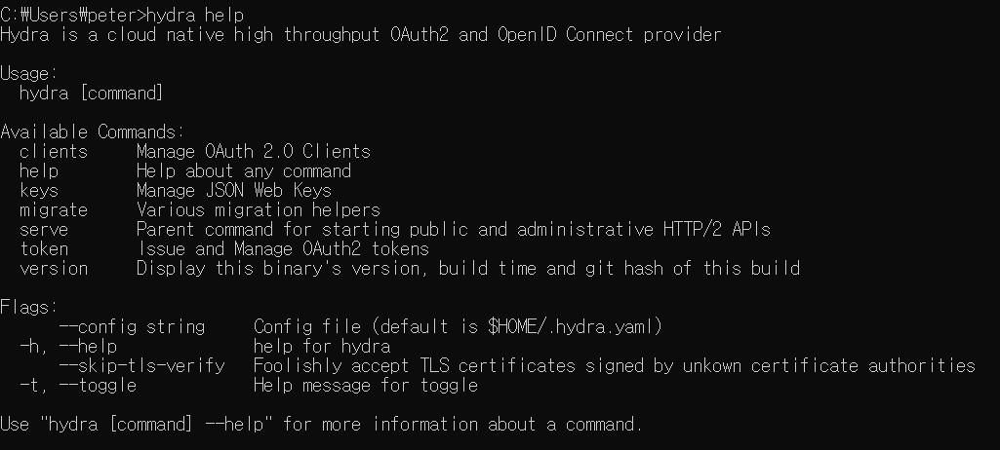 C:₩Users₩peter>hydra help
Hydra is a cloud native high throughput OAuth2 and OpenID Connect provider
Usage:
hydra [command]
Available Commands:
clients Manage OAuth 2.0 Clients
help Help about any command
keys Manage JSON Web Keys
migrate Various migration helpers
serve Parent command for starting public and administrative HTTP/2 APIs
token Issue and Manage OAuth2 tokens
version Display this binary's version, build time and git hash of this build
Flags:
--config string Config file (default is $HOME/.hydra.yaml)
-h, --help help for hydra
--skip-tls-verify Foolishly accept TLS certificates signed by unkown certificate authorities
-t, --toggle Help message for toggle
Use "hydra [command] --help" for more information about a command.